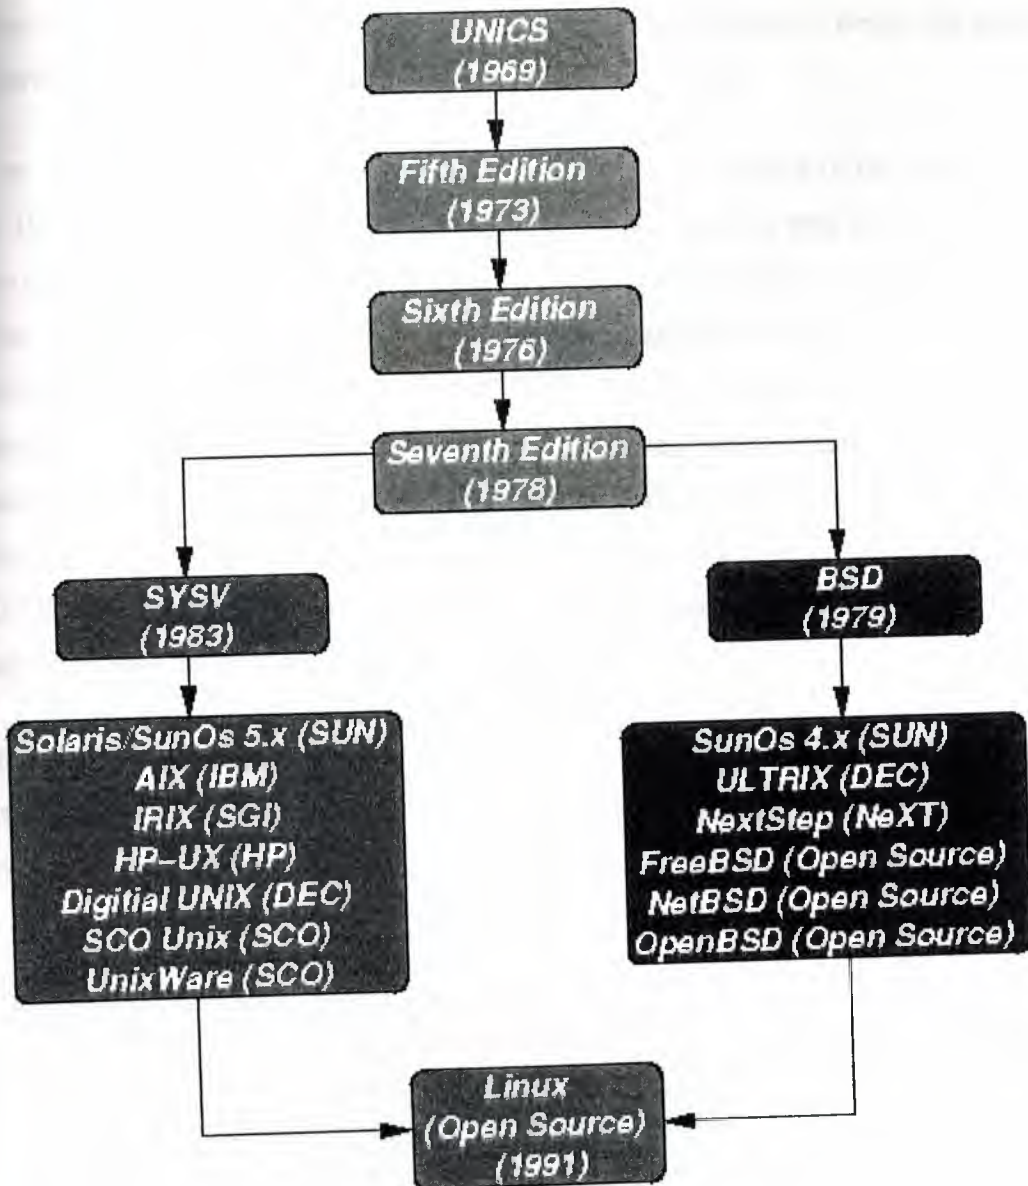 UNICS
(1969)
Fifth Edition
(1973)
Sixth Edition
(1976)
Seventh Edition
(1978)
SYSV
(1983)
BSD
(1979)
Solaris/SunOs 5.x (SUN)
AIX (IBM)
IRIX (SGI)
HP-UX (HP)
Digitial UNIX (DEC)
SCO Unix (SCO)
UnixWare (SCO)
SunOs 4.x (SUN)
ULTRIX (DEC)
NextStep (NeXT)
FreeBSD (Open Source)
NetBSD (Open Source)
OpenBSD (Open Source)
Linux
(Open Source)
(1991)